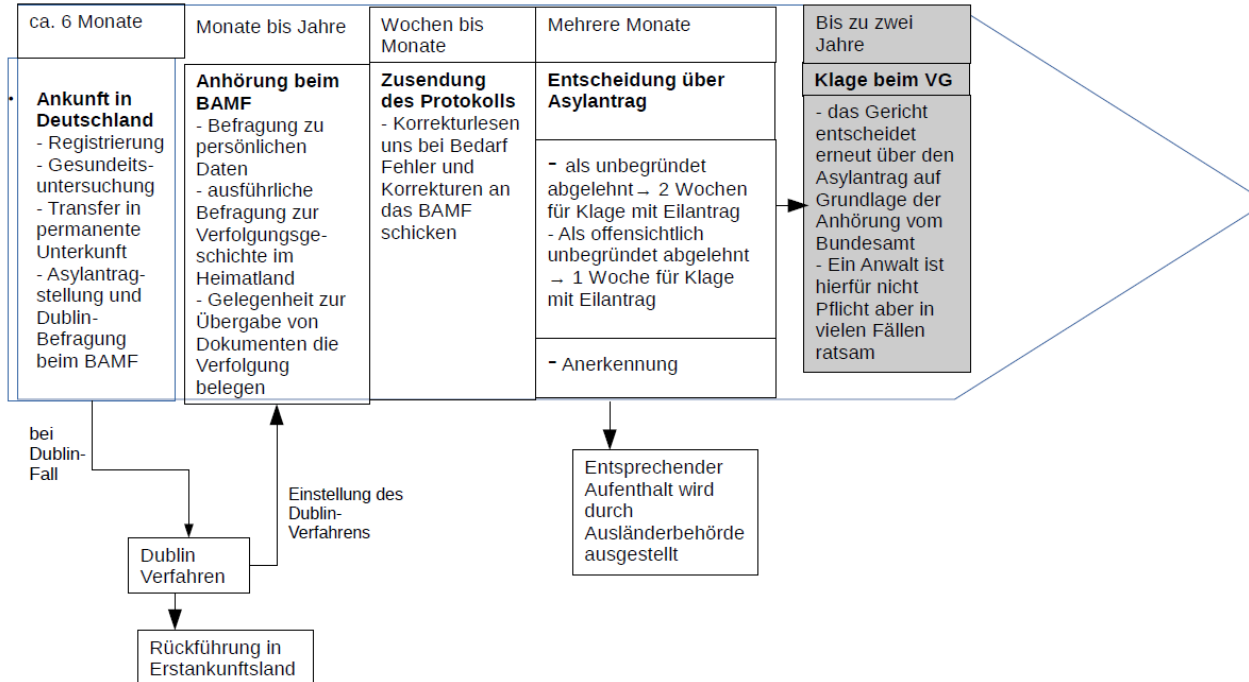 ca. 6 Monate
Monate bis Jahre
Wochen bis
Monate
Mehrere Monate
Bis zu zwei
Jahre
Ankunft in
Deutschland
- Registrierung
- Gesundeits-
untersuchung
- Transfer in
permanente
Unterkunft
- Asylantrag-
stellung und
Dublin-
Befragung
beim BAMF
Anhörung beim
BAMF
- Befragung zu
persönlichen
Daten
- ausführliche
Befragung zur
Verfolgungsge-
schichte im
Heimatland
- Gelegenheit zur
Übergabe von
Dokumenten die
Verfolgung
belegen
Zusendung
des Protokolls
- Korrekturlesen
uns bei Bedarf
Fehler und
Korrekturen an
das BAMF
schicken
Entscheidung über
Asylantrag
- als unbegründet
abgelehnt→ 2 Wochen
für Klage mit Eilantrag
- Als offensichtlich
unbegründet abgelehnt
→ 1 Woche für Klage
mit Eilantrag
- Anerkennung
Klage beim VG
- das Gericht
entscheidet
erneut über den
Asylantrag auf
Grundlage der
Anhörung vom
Bundesamt
- Ein Anwalt ist
hierfür nicht
Pflicht aber in
vielen Fällen
ratsam
bei
Dublin-
Fall
Einstellung des
Dublin-
Verfahrens
Dublin
Verfahren
Rückführung in
Erstankunftsland
Entsprechender
Aufenthalt wird
durch
Ausländerbehörde
ausgestellt